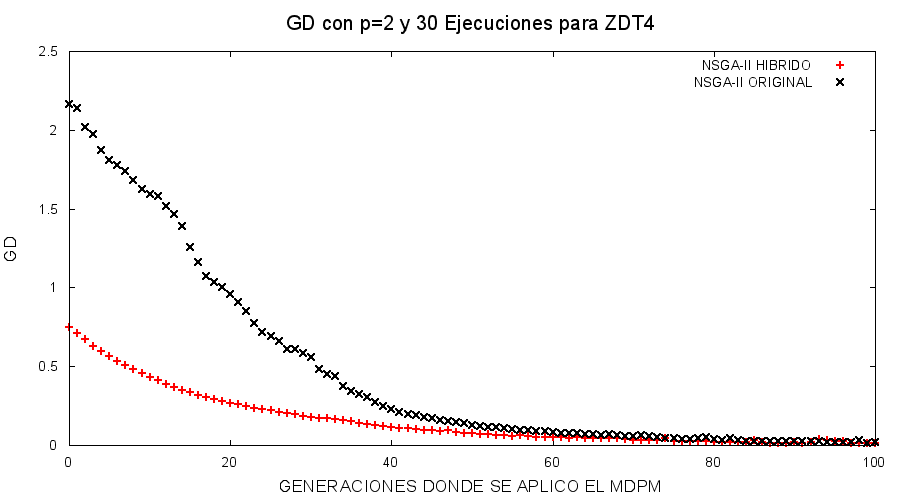 GD con p=2 y 30 Ejecuciones para ZDT4
NSGA-II HIBRIDO
NSGA-II ORIGINAL
2.5
2
1.5
1
0.5
0
GD
0 20 40 60 80 100
GENERACIONES DONDE SE APLICO EL MDPM